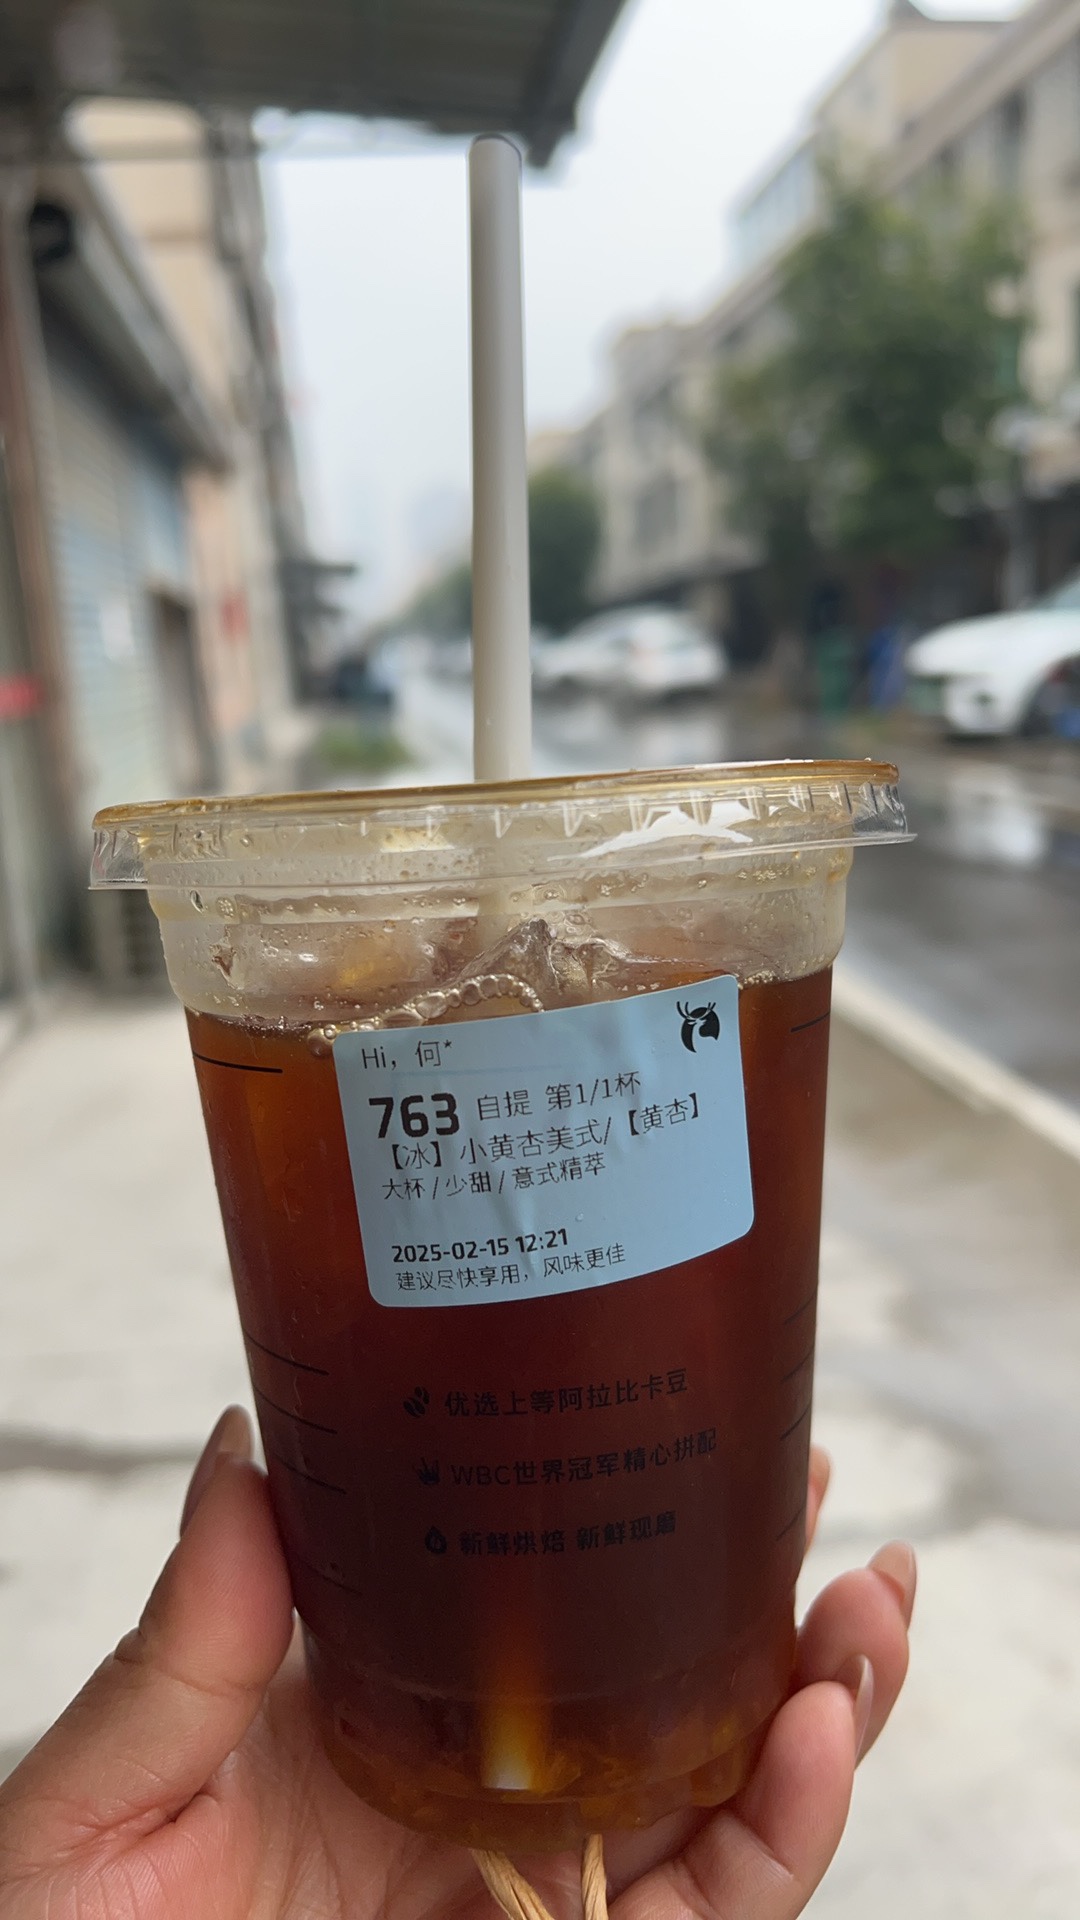 Hi，何*
763 自提 第1/1杯
【冰】小黄杏美式/【黄杏】
大杯/少甜/意式精萃
2025-02-15 12:21
建议尽快享用，风味更佳
优选上等阿拉比卡豆
WBC世界冠军精心拼配
新鲜烘焙 新鲜现磨